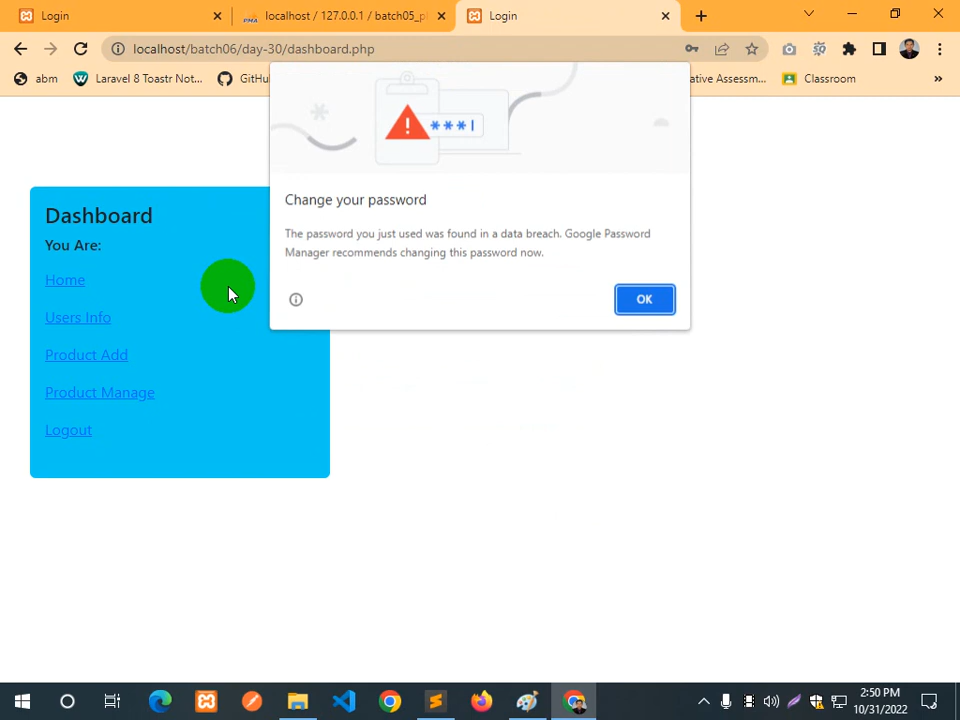 Login
localhost / 127.0.0.1 / batch05_p
Login
localhost/batch06/day-30/dashboard.php
abm
Laravel 8 Toastr Not...
GitHu
ative Assessm...
Classroom
»
***|
Change your password
The password you just used was found in a data breach. Google Password
Manager recommends changing this password now.
OK
Dashboard
You Are:
Home
Users Info
Product Add
Product Manage
Logout
2:50 PM
10/31/2022